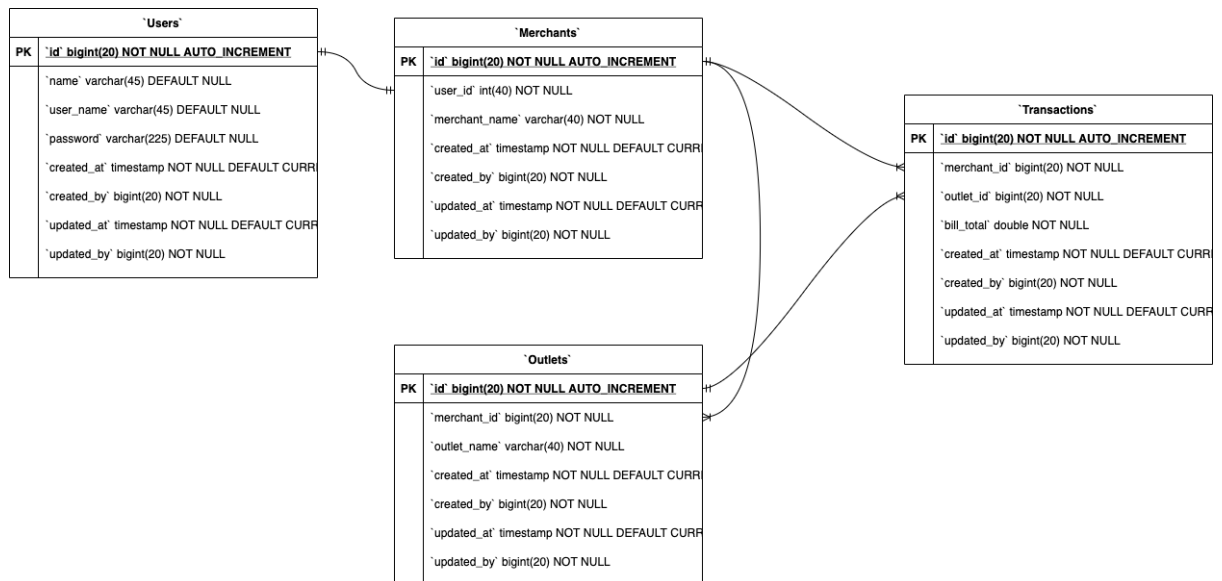 `Users`
PK `id` bigint(20) NOT NULL AUTO_INCREMENT
`name` varchar(45) DEFAULT NULL
`user_name` varchar(45) DEFAULT NULL
`password` varchar(225) DEFAULT NULL
`created_at` timestamp NOT NULL DEFAULT CURR
`created_by` bigint(20) NOT NULL
`updated_at` timestamp NOT NULL DEFAULT CURR
`updated_by` bigint(20) NOT NULL
`Merchants`
PK `id` bigint(20) NOT NULL AUTO_INCREMENT
`user_id` int(40) NOT NULL
`merchant_name` varchar(40) NOT NULL
`created_at` timestamp NOT NULL DEFAULT CURR
`created_by` bigint(20) NOT NULL
`updated_at` timestamp NOT NULL DEFAULT CURR
`updated_by` bigint(20) NOT NULL
`Transactions`
PK `id` bigint(20) NOT NULL AUTO_INCREMENT
`merchant_id` bigint(20) NOT NULL
`outlet_id` bigint(20) NOT NULL
`bill_total` double NOT NULL
`created_at` timestamp NOT NULL DEFAULT CURR
`created_by` bigint(20) NOT NULL
`updated_at` timestamp NOT NULL DEFAULT CURR
`updated_by` bigint(20) NOT NULL
`Outlets`
PK `id` bigint(20) NOT NULL AUTO_INCREMENT
`merchant_id` bigint(20) NOT NULL
`outlet_name` varchar(40) NOT NULL
`created_at` timestamp NOT NULL DEFAULT CURR
`created_by` bigint(20) NOT NULL
`updated_at` timestamp NOT NULL DEFAULT CURR
`updated_by` bigint(20) NOT NULL